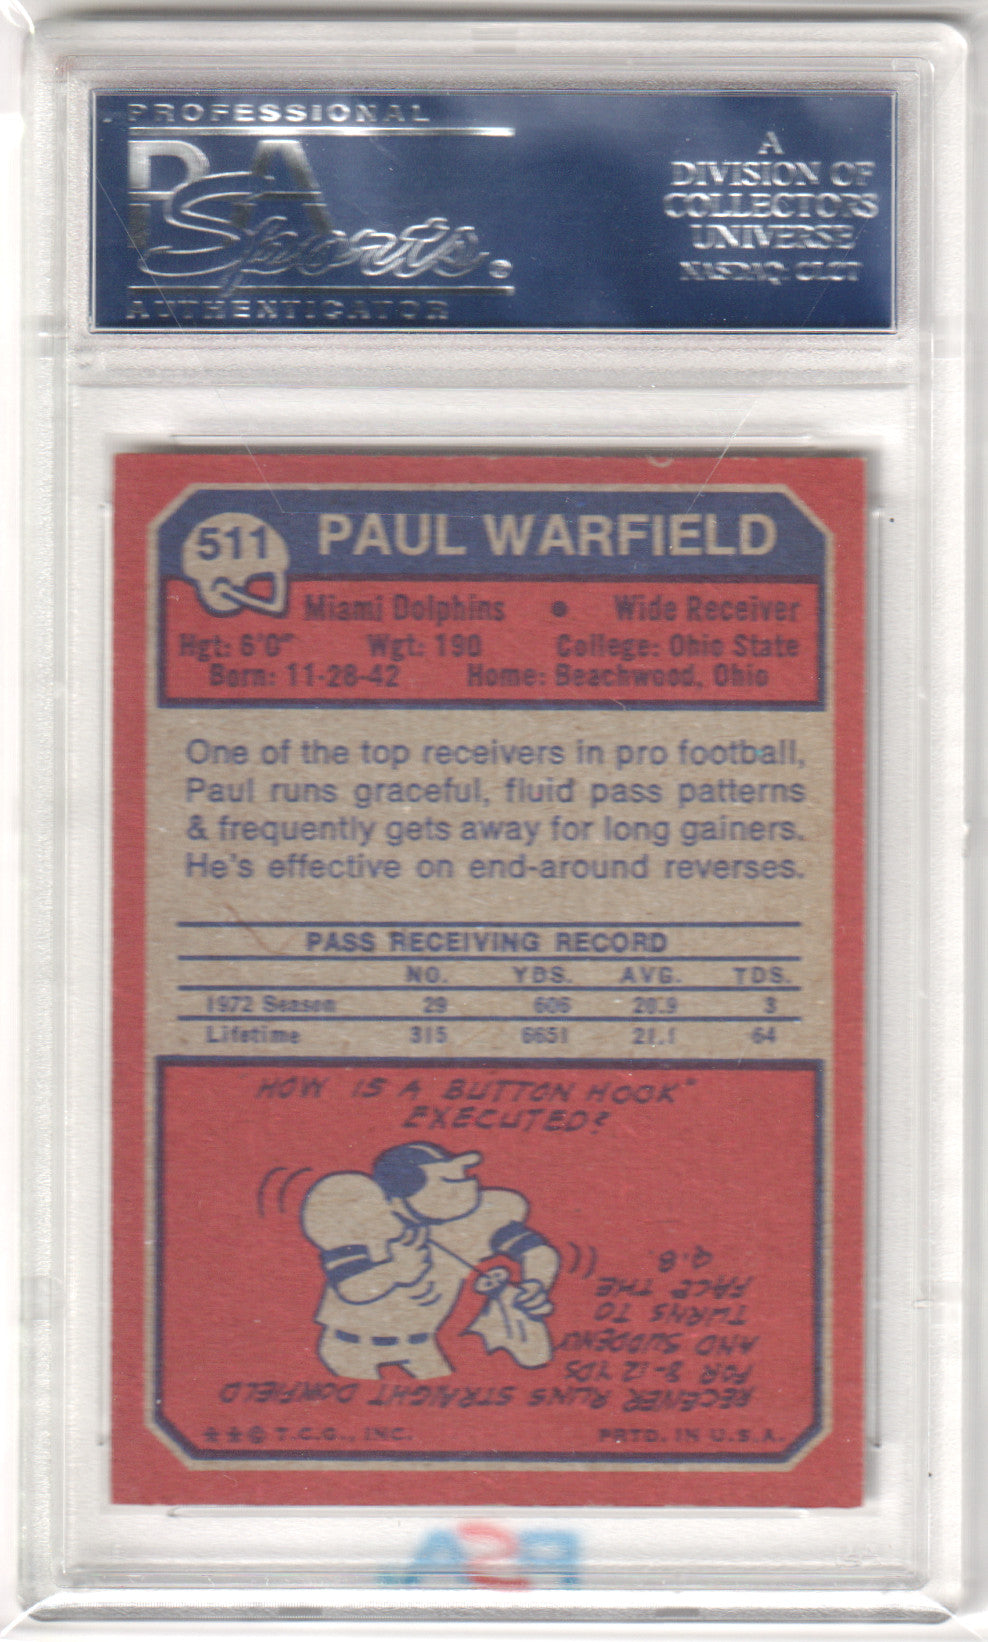 PROFESSIONAL
PSA
Sports
AUTHENTICATOR
A
DIVISION OF
COLLECTORS
UNIVERSE
NASDAQ: CLCT
511 PAUL WARFIELD
Miami Dolphins • Wide Receiver
Hgt: 6'0" Wgt: 190 College: Ohio State
Born: 11-28-42 Home: Beachwood, Ohio
One of the top receivers in pro football,
Paul runs graceful, fluid pass patterns
& frequently gets away for long gainers.
He's effective on end-around reverses.
PASS RECEIVING RECORD
NO. YDS. AVG. TDS.
1972 Season 29 606 20.9 3
Lifetime 315 6651 21.1 64
HOW IS A "BUTTON HOOK"
EXECUTED?
RECEIVER RUNS STRAIGHT DOWNFIELD
FOR 8-12 YDS
AND SUDDENLY
TURNS TO
FACE THE
Q.B.
★★© T.C.G., INC. PRTD. IN U.S.A.
PSA